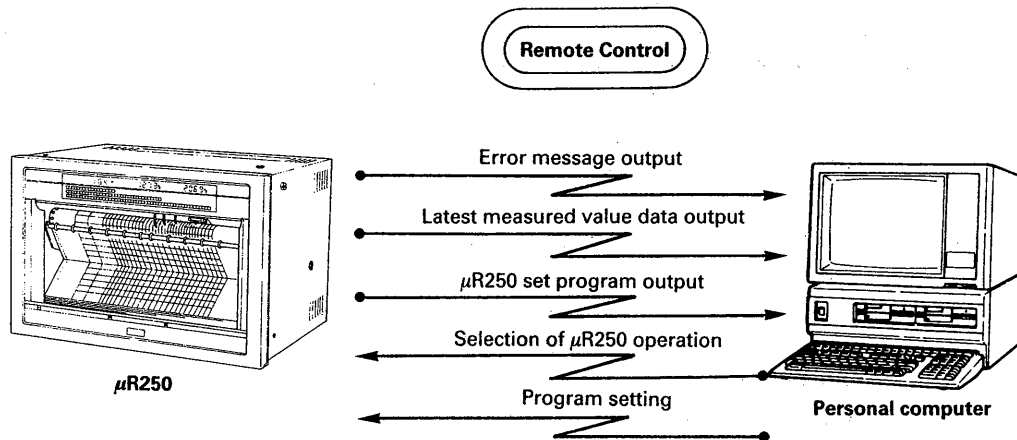 Remote Control
Error message output
Latest measured value data output
μR250 set program output
Selection of μR250 operation
Program setting
μR250
Personal computer